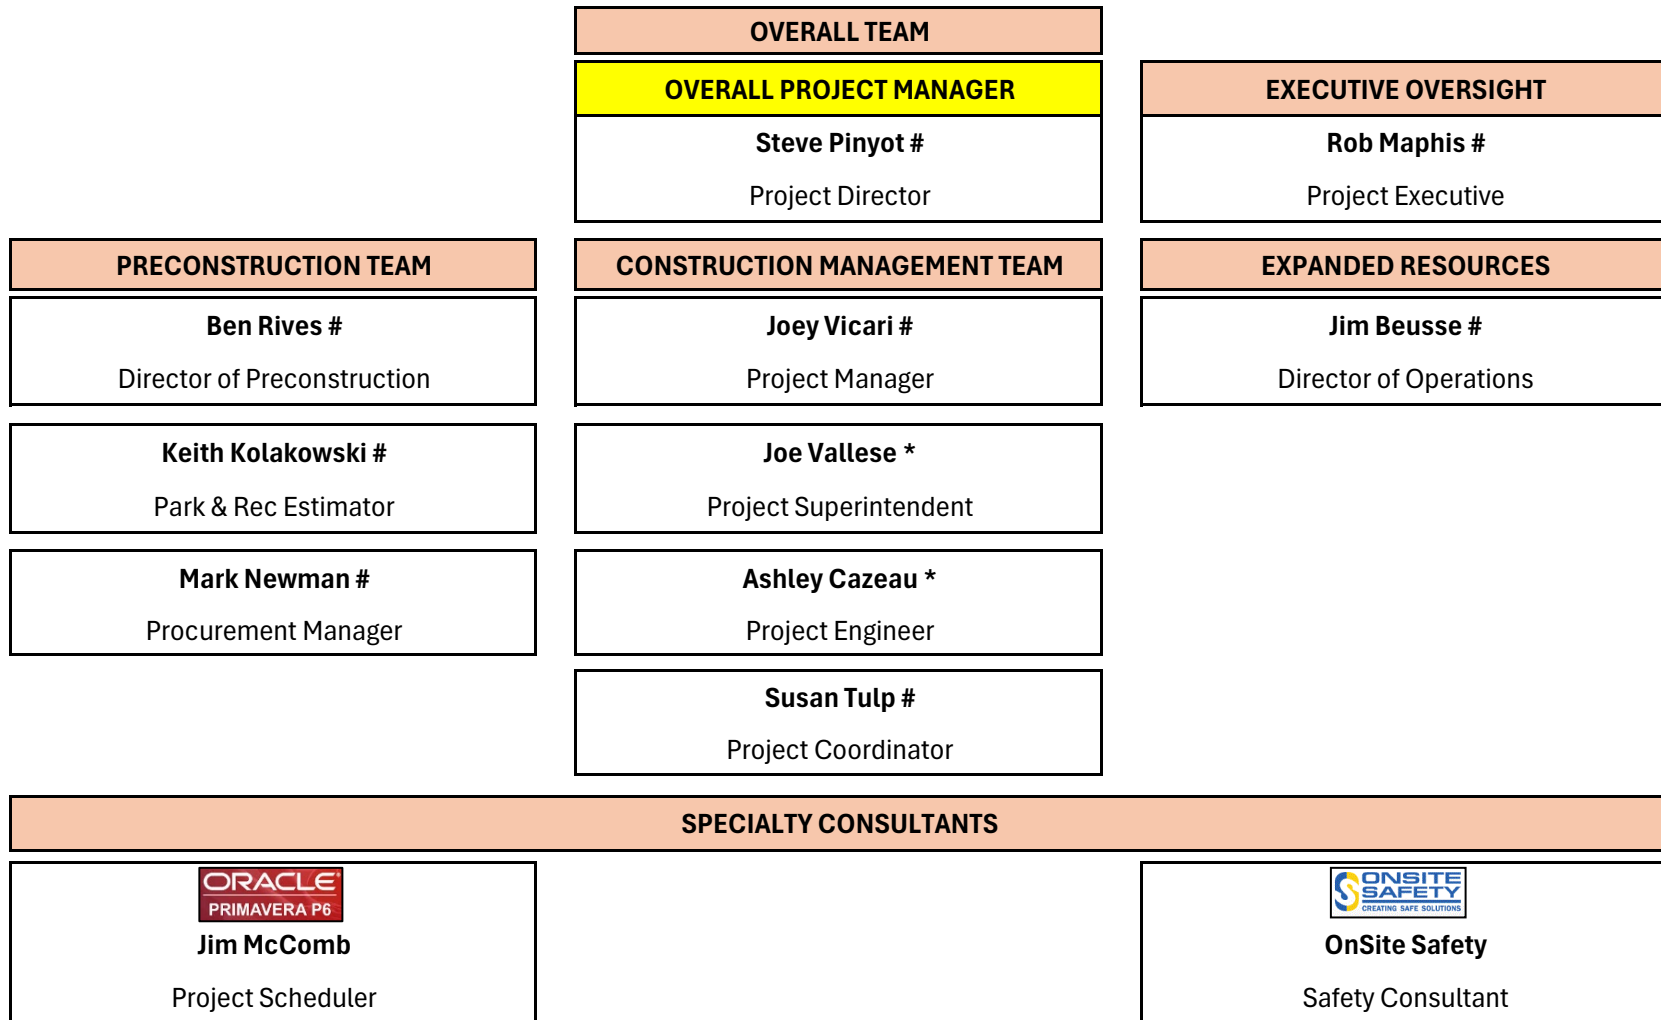 OVERALL TEAM
OVERALL PROJECT MANAGER
Steve Pinyot #
Project Director
EXECUTIVE OVERSIGHT
Rob Maphis #
Project Executive
PRECONSTRUCTION TEAM
Ben Rives #
Director of Preconstruction
Keith Kolakowski #
Park & Rec Estimator
Mark Newman #
Procurement Manager
CONSTRUCTION MANAGEMENT TEAM
Joey Vicari #
Project Manager
Joe Vallese *
Project Superintendent
Ashley Cazeau *
Project Engineer
Susan Tulp #
Project Coordinator
EXPANDED RESOURCES
Jim Beusse #
Director of Operations
SPECIALTY CONSULTANTS
ORACLE
PRIMAVERA P6
Jim McComb
Project Scheduler
ONSITE
SAFETY
CREATING SAFE SOLUTIONS
OnSite Safety
Safety Consultant